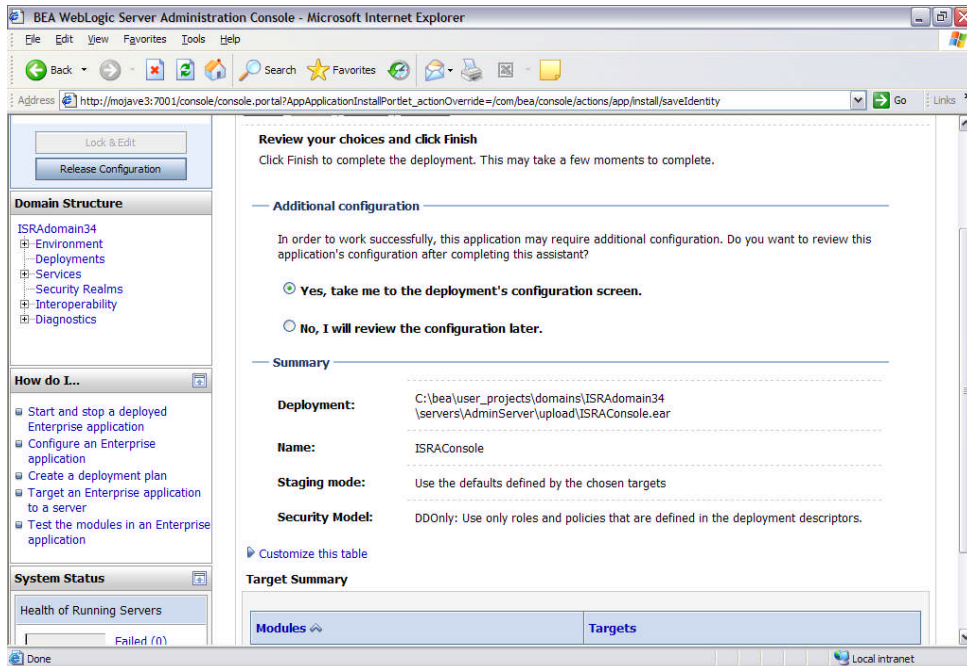 BEA WebLogic Server Administration Console - Microsoft Internet Explorer
File Edit View Favorites Tools Help
Back Search Favorites
Address http://mojave3:7001/console/console.portal?AppApplicationInstallPortlet_actionOverride=/com/bea/console/actions/app/install/saveIdentity Go Links
Lock & Edit
Release Configuration
Domain Structure
ISRAdomain34
Environment
Deployments
Services
Security Realms
Interoperability
Diagnostics
How do I...
Start and stop a deployed
Enterprise application
Configure an Enterprise
application
Create a deployment plan
Target an Enterprise application
to a server
Test the modules in an Enterprise
application
System Status
Health of Running Servers
Failed (0)
Review your choices and click Finish
Click Finish to complete the deployment. This may take a few moments to complete.
Additional configuration
In order to work successfully, this application may require additional configuration. Do you want to review this
application's configuration after completing this assistant?
Yes, take me to the deployment's configuration screen.
No, I will review the configuration later.
Summary
Deployment: C:\bea\user_projects\domains\ISRAdomain34
\servers\AdminServer\upload\ISRAConsole.ear
Name: ISRAConsole
Staging mode: Use the defaults defined by the chosen targets
Security Model: DDOnly: Use only roles and policies that are defined in the deployment descriptors.
Customize this table
Target Summary
Modules Targets
Done Local intranet